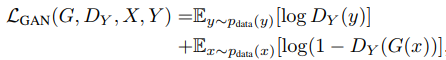 ℒ_GAN(G, D_Y, X, Y) = 𝔼_{y∼p_data(y)}[log D_Y(y)]
+ 𝔼_{x∼p_data(x)}[log(1 − D_Y(G(x))],